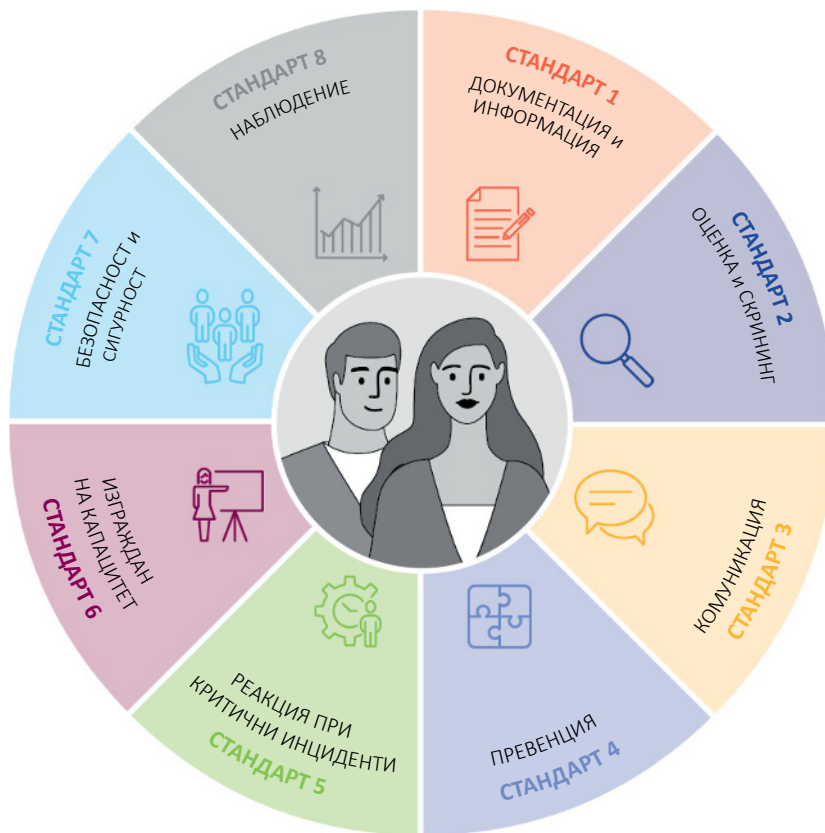 СТАНДАРТ 1
ДОКУМЕНТАЦИЯ и
ИНФОРМАЦИЯ
СТАНДАРТ 2
ОЦЕНКА и СКРИНИНГ
КОМУНИКАЦИЯ
СТАНДАРТ 3
ПРЕВЕНЦИЯ
СТАНДАРТ 4
РЕАКЦИЯ ПРИ
КРИТИЧНИ ИНЦИДЕНТИ
СТАНДАРТ 5
ИЗГРАЖДАН
НА КАПАЦИТЕТ
СТАНДАРТ 6
СТАНДАРТ 7
БЕЗОПАСНОСТ и
СИГУРНОСТ
СТАНДАРТ 8
НАБЛЮДЕНИЕ